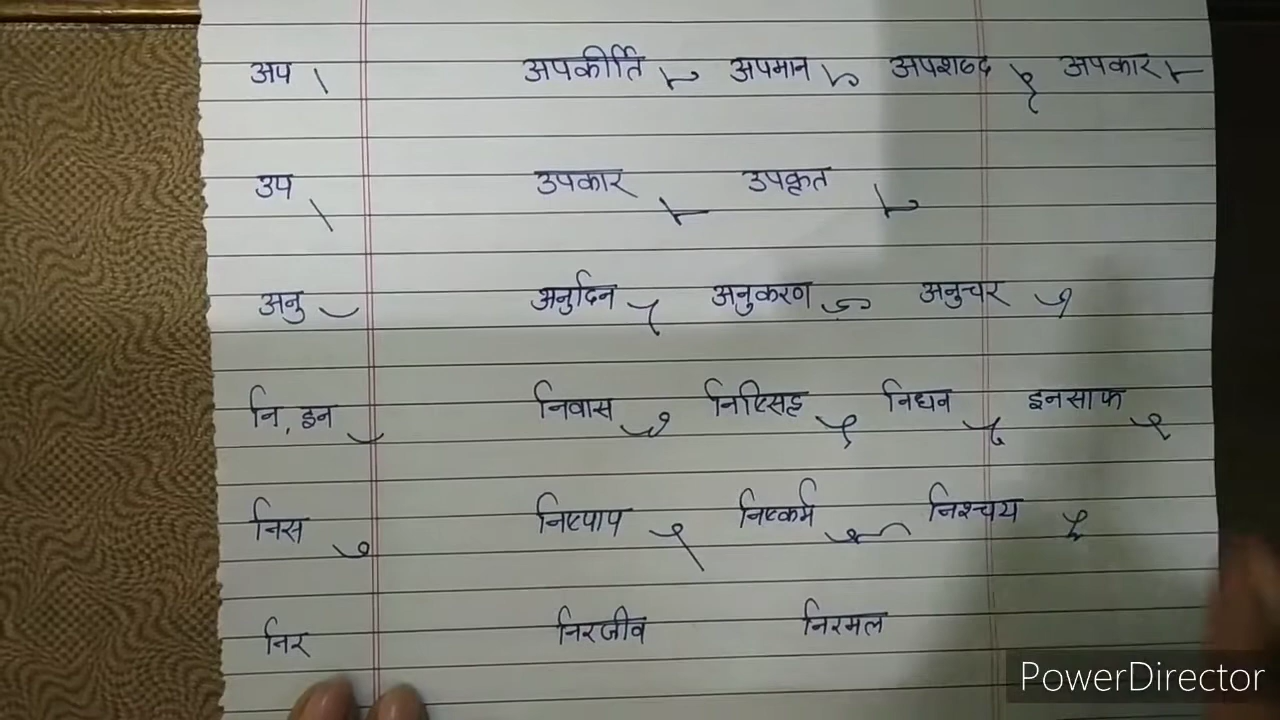 अप अपकीर्ति अपमान अपशब्द अपकार
उप उपकार उपकृत
अनु अनुदिन अनुकरण अनुचर
नि, इन निवास निधन इनसाफ
निस निष्पाप निष्कर्म निश्चय
निर निरजीव निरमल
PowerDirector